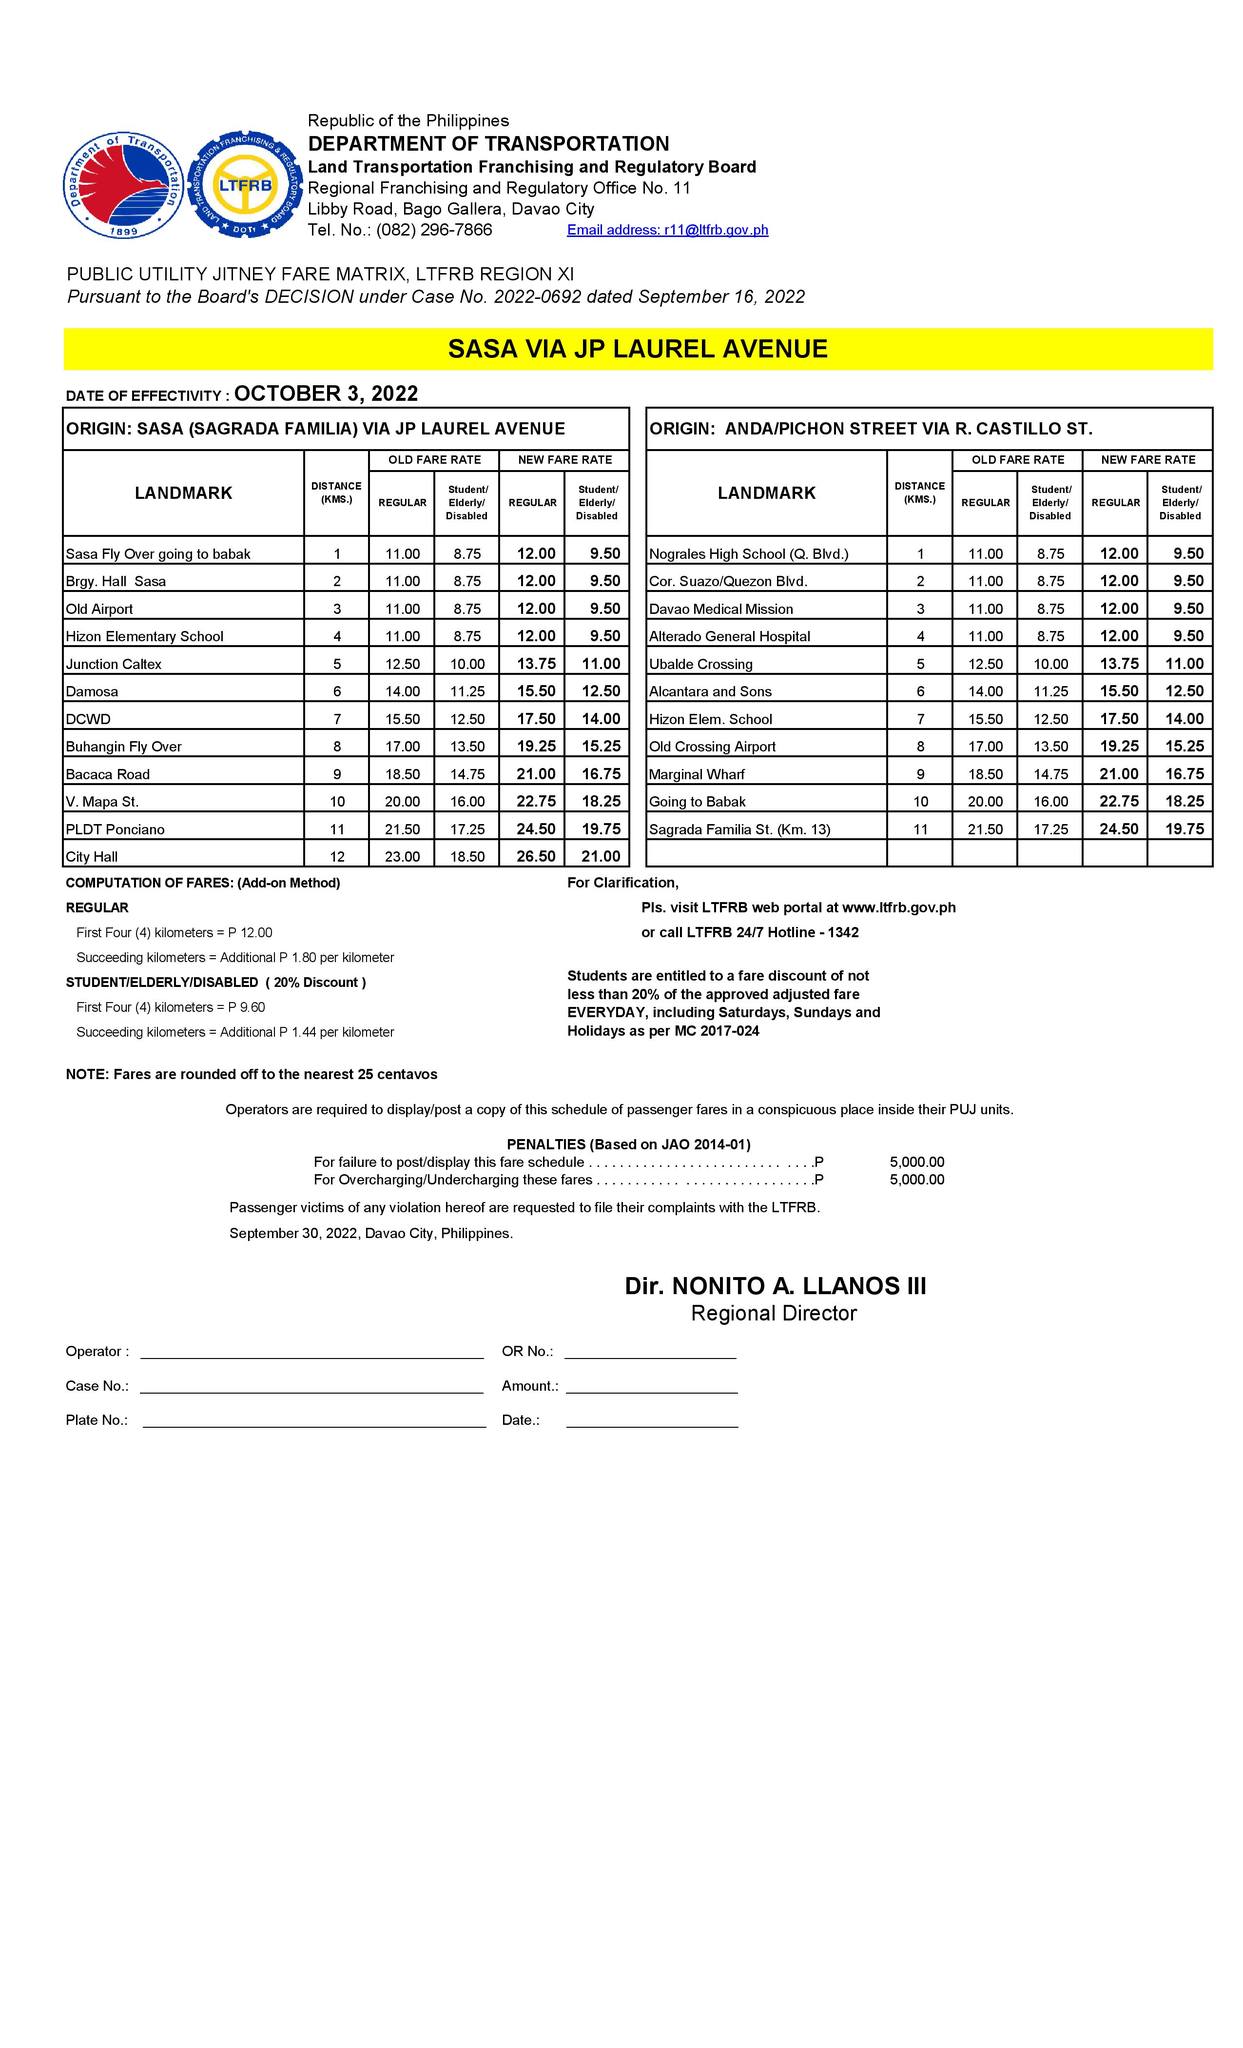 Republic of the Philippines
DEPARTMENT OF TRANSPORTATION
Land Transportation Franchising and Regulatory Board
Regional Franchising and Regulatory Office No. 11
Libby Road, Bago Gallera, Davao City
Tel. No.: (082) 296-7866 Email address: r11@ltfrb.gov.ph
Department of Transportation
1899
LAND TRANSPORTATION FRANCHISING & REGULATORY BOARD
LTFRB
DOTr
PUBLIC UTILITY JITNEY FARE MATRIX, LTFRB REGION XI
Pursuant to the Board's DECISION under Case No. 2022-0692 dated September 16, 2022
SASA VIA JP LAUREL AVENUE
DATE OF EFFECTIVITY : OCTOBER 3, 2022
ORIGIN: SASA (SAGRADA FAMILIA) VIA JP LAUREL AVENUE
LANDMARK DISTANCE (KMS.) OLD FARE RATE NEW FARE RATE
REGULAR Student/ Elderly/ Disabled REGULAR Student/ Elderly/ Disabled
Sasa Fly Over going to babak 1 11.00 8.75 12.00 9.50
Brgy. Hall Sasa 2 11.00 8.75 12.00 9.50
Old Airport 3 11.00 8.75 12.00 9.50
Hizon Elementary School 4 11.00 8.75 12.00 9.50
Junction Caltex 5 12.50 10.00 13.75 11.00
Damosa 6 14.00 11.25 15.50 12.50
DCWD 7 15.50 12.50 17.50 14.00
Buhangin Fly Over 8 17.00 13.50 19.25 15.25
Bacaca Road 9 18.50 14.75 21.00 16.75
V. Mapa St. 10 20.00 16.00 22.75 18.25
PLDT Ponciano 11 21.50 17.25 24.50 19.75
City Hall 12 23.00 18.50 26.50 21.00
ORIGIN: ANDA/PICHON STREET VIA R. CASTILLO ST.
LANDMARK DISTANCE (KMS.) OLD FARE RATE NEW FARE RATE
REGULAR Student/ Elderly/ Disabled REGULAR Student/ Elderly/ Disabled
Nograles High School (Q. Blvd.) 1 11.00 8.75 12.00 9.50
Cor. Suazo/Quezon Blvd. 2 11.00 8.75 12.00 9.50
Davao Medical Mission 3 11.00 8.75 12.00 9.50
Alterado General Hospital 4 11.00 8.75 12.00 9.50
Ubalde Crossing 5 12.50 10.00 13.75 11.00
Alcantara and Sons 6 14.00 11.25 15.50 12.50
Hizon Elem. School 7 15.50 12.50 17.50 14.00
Old Crossing Airport 8 17.00 13.50 19.25 15.25
Marginal Wharf 9 18.50 14.75 21.00 16.75
Going to Babak 10 20.00 16.00 22.75 18.25
Sagrada Familia St. (Km. 13) 11 21.50 17.25 24.50 19.75
COMPUTATION OF FARES: (Add-on Method)
REGULAR
First Four (4) kilometers = P 12.00
Succeeding kilometers = Additional P 1.80 per kilometer
STUDENT/ELDERLY/DISABLED ( 20% Discount )
First Four (4) kilometers = P 9.60
Succeeding kilometers = Additional P 1.44 per kilometer
For Clarification,
Pls. visit LTFRB web portal at www.ltfrb.gov.ph
or call LTFRB 24/7 Hotline - 1342
Students are entitled to a fare discount of not
less than 20% of the approved adjusted fare
EVERYDAY, including Saturdays, Sundays and
Holidays as per MC 2017-024
NOTE: Fares are rounded off to the nearest 25 centavos
Operators are required to display/post a copy of this schedule of passenger fares in a conspicuous place inside their PUJ units.
PENALTIES (Based on JAO 2014-01)
For failure to post/display this fare schedule . . . . . . . . . . . . . . . . . . . . . . . . . . . . .P 5,000.00
For Overcharging/Undercharging these fares . . . . . . . . . . . . . . . . . . . . . . . . . . . .P 5,000.00
Passenger victims of any violation hereof are requested to file their complaints with the LTFRB.
September 30, 2022, Davao City, Philippines.
Dir. NONITO A. LLANOS III
Regional Director
Operator : OR No.:
Case No.: Amount.:
Plate No.: Date.: